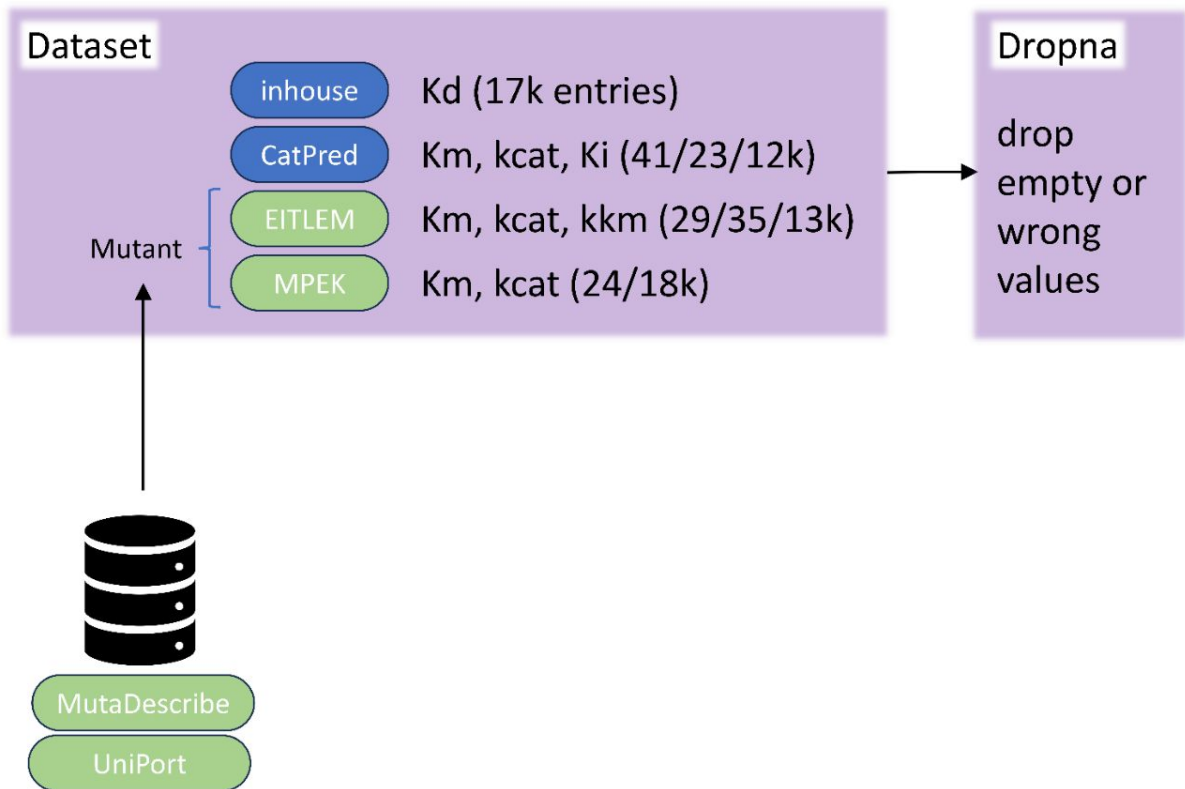 Dataset
inhouse Kd (17k entries)
CatPred Km, kcat, Ki (41/23/12k)
EITLEM Km, kcat, kkm (29/35/13k)
Mutant
MPEK Km, kcat (24/18k)
Dropna
drop
empty or
wrong
values
MutaDescribe
UniPort